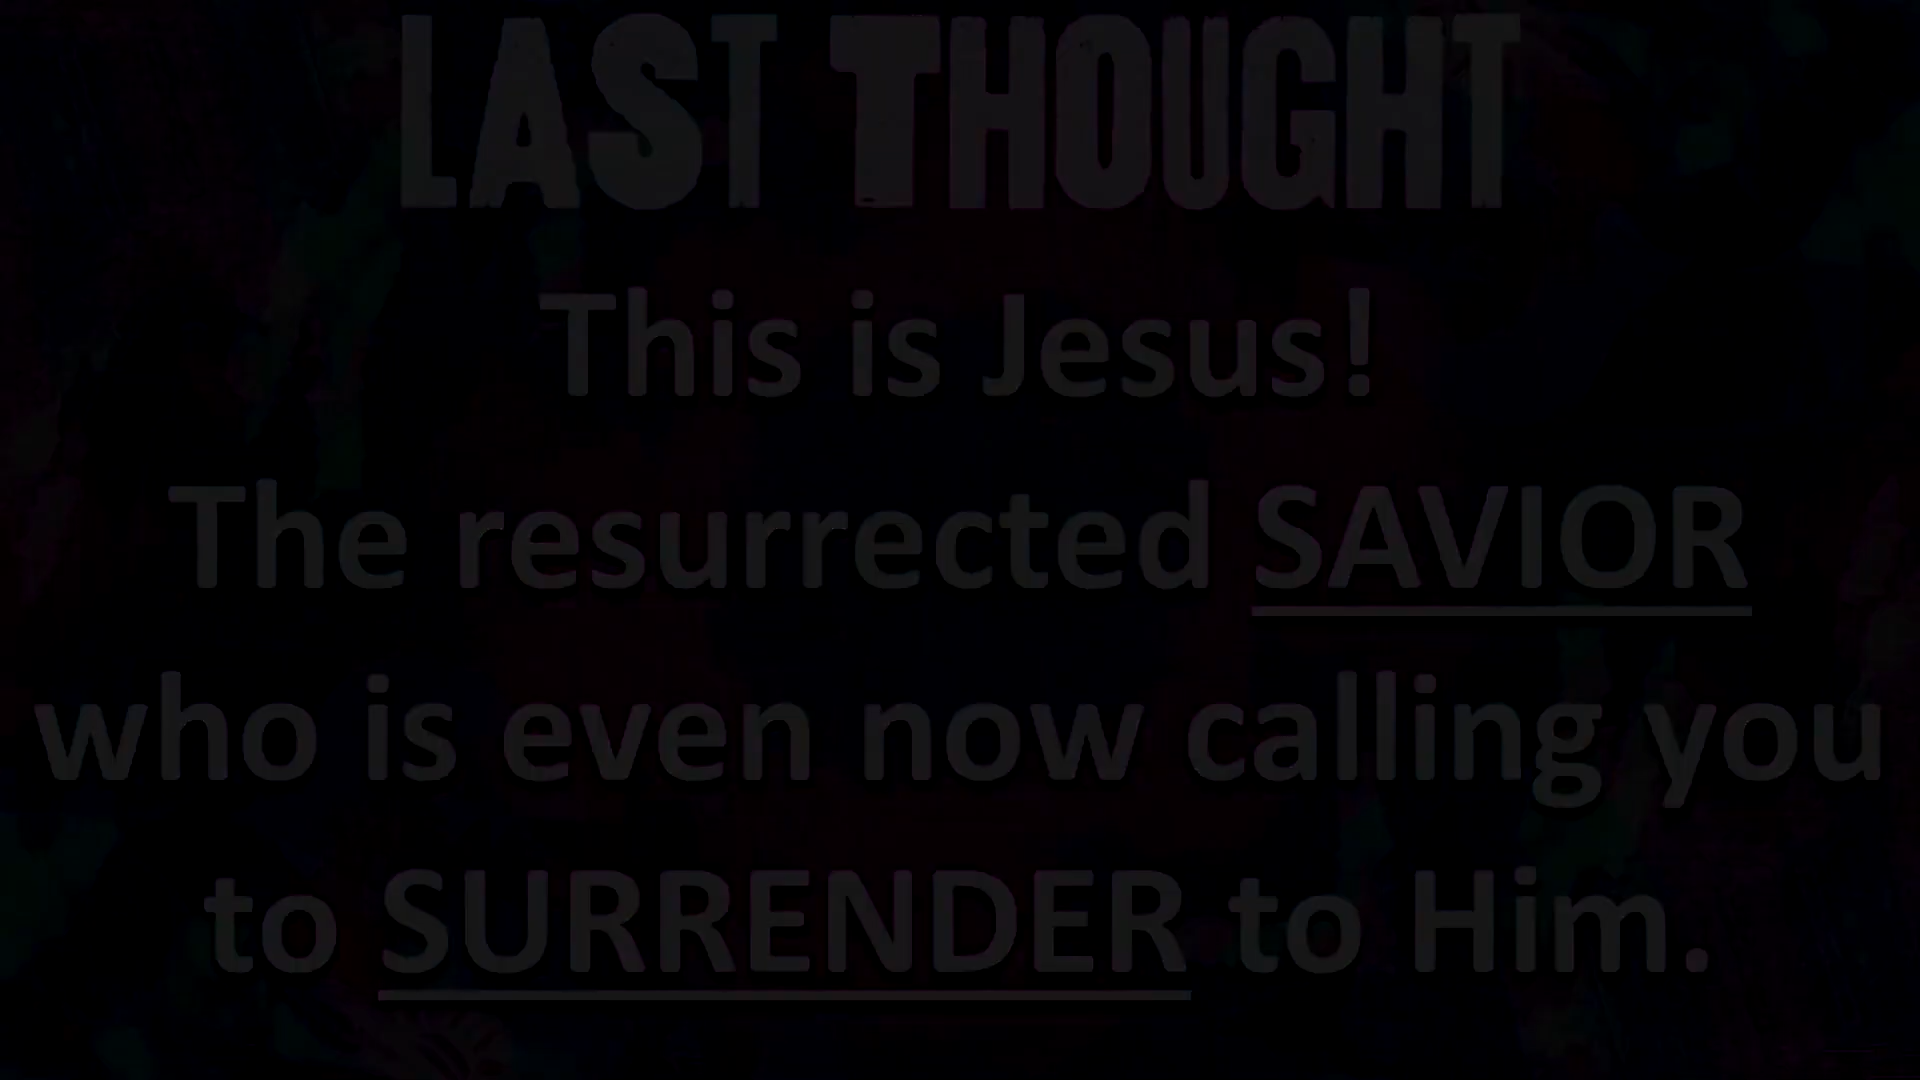 LAST THOUGHT
This is Jesus!
The resurrected SAVIOR
who is even now calling you
to SURRENDER to Him.